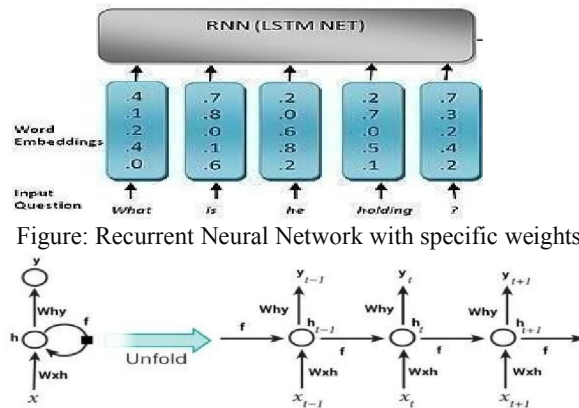 RNN (LSTM NET)
.4 .7 .2 .2 .7
.1 .8 .0 .7 .3
.2 .0 .6 .0 .2
.4 .1 .8 .5 .4
.0 .6 .2 .1 .2
Word
Embeddings
Input
Question
What is he holding ?
Figure: Recurrent Neural Network with specific weights
y y t-1 y t y t+1
Why f Why Why Why
h f h t-1 f h t f h t+1 f
Unfold
Wxh Wxh Wxh Wxh
x x t-1 x t x t+1